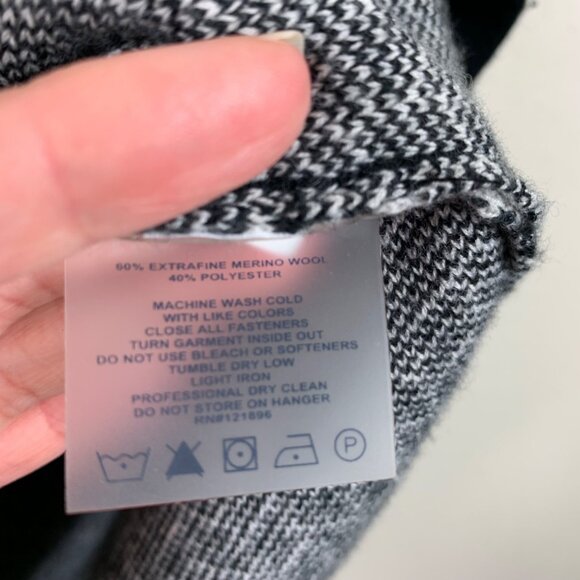 60% EXTRAFINE MERINO WOOL
40% POLYESTER
MACHINE WASH COLD
WITH LIKE COLORS
CLOSE ALL FASTENERS
TURN GARMENT INSIDE OUT
DO NOT USE BLEACH OR SOFTENERS
TUMBLE DRY LOW
LIGHT IRON
PROFESSIONAL DRY CLEAN
DO NOT STORE ON HANGER
RN#121896
P